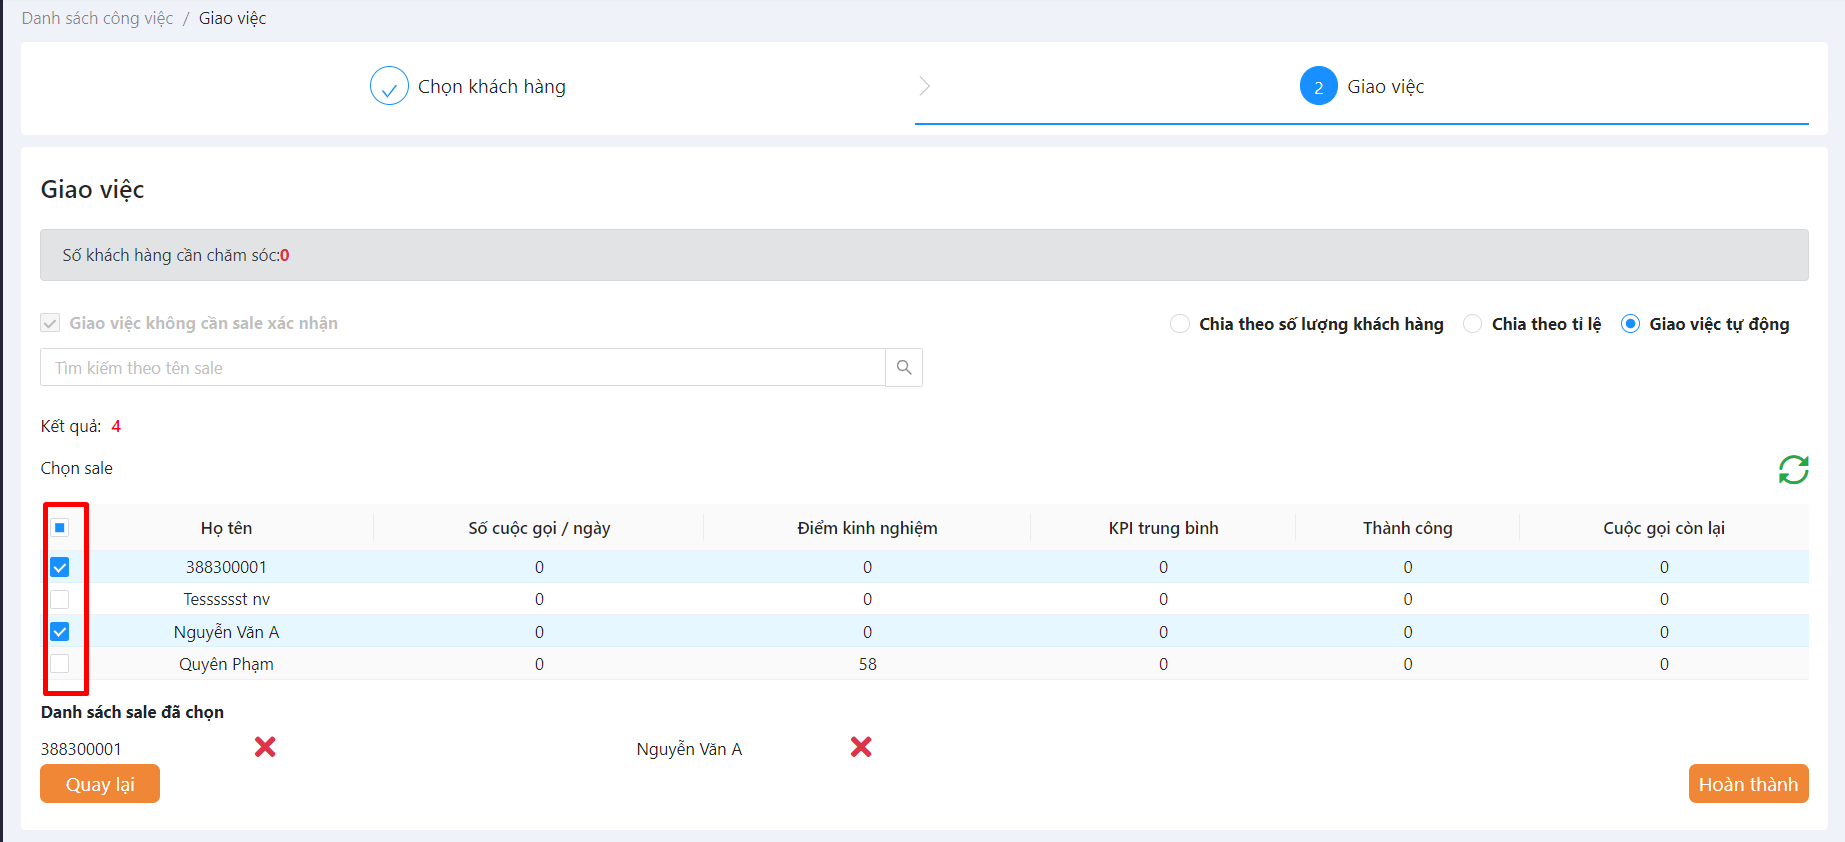 Danh sách công việc / Giao việc
Chọn khách hàng
2 Giao việc
Giao việc
Số khách hàng cần chăm sóc:0
Giao việc không cần sale xác nhận
Chia theo số lượng khách hàng Chia theo tỉ lệ Giao việc tự động
Tìm kiếm theo tên sale
Kết quả: 4
Chọn sale
Họ tên Số cuộc gọi / ngày Điểm kinh nghiệm KPI trung bình Thành công Cuộc gọi còn lại
388300001 0 0 0 0 0
Tesssssst nv 0 0 0 0 0
Nguyễn Văn A 0 0 0 0 0
Quyên Phạm 0 58 0 0 0
Danh sách sale đã chọn
388300001 Nguyễn Văn A
Quay lại Hoàn thành